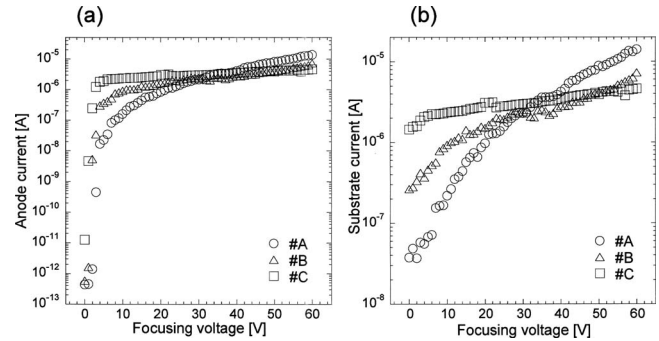 (a)
Anode current [A]
10⁻⁵
10⁻⁶
10⁻⁷
10⁻⁸
10⁻⁹
10⁻¹⁰
10⁻¹¹
10⁻¹²
10⁻¹³
#A
#B
#C
0 10 20 30 40 50 60
Focusing voltage [V]
(b)
Substrate current [A]
10⁻⁵
10⁻⁶
10⁻⁷
10⁻⁸
#A
#B
#C
0 10 20 30 40 50 60
Focusing voltage [V]